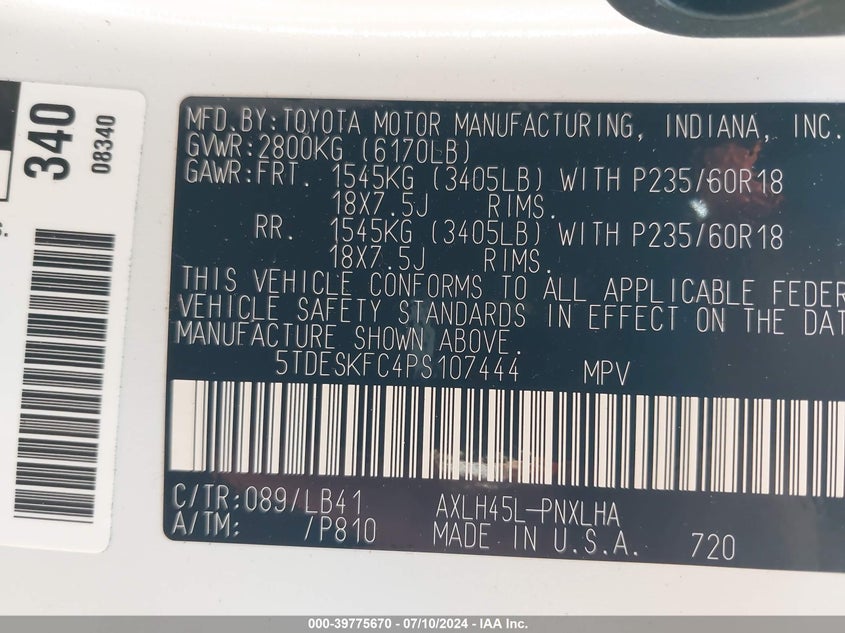 340
08340
s.
MFD.BY:TOYOTA MOTOR MANUFACTURING, INDIANA, INC.
GVWR:2800KG (6170LB)
GAWR:FRT. 1545KG (3405LB) WITH P235/60R18
18X7.5J RIMS.
RR. 1545KG (3405LB) WITH P235/60R18
18X7.5J RIMS.
THIS VEHICLE CONFORMS TO ALL APPLICABLE FEDER
VEHICLE SAFETY STANDARDS IN EFFECT ON THE DAT
MANUFACTURE SHOWN ABOVE.
5TDESKFC4PS107444 MPV
C/TR:089/LB41 AXLH45L-PNXLHA
A/TM: /P810 MADE IN U.S.A. 720
000-39775670 - 07/10/2024 - IAA Inc.